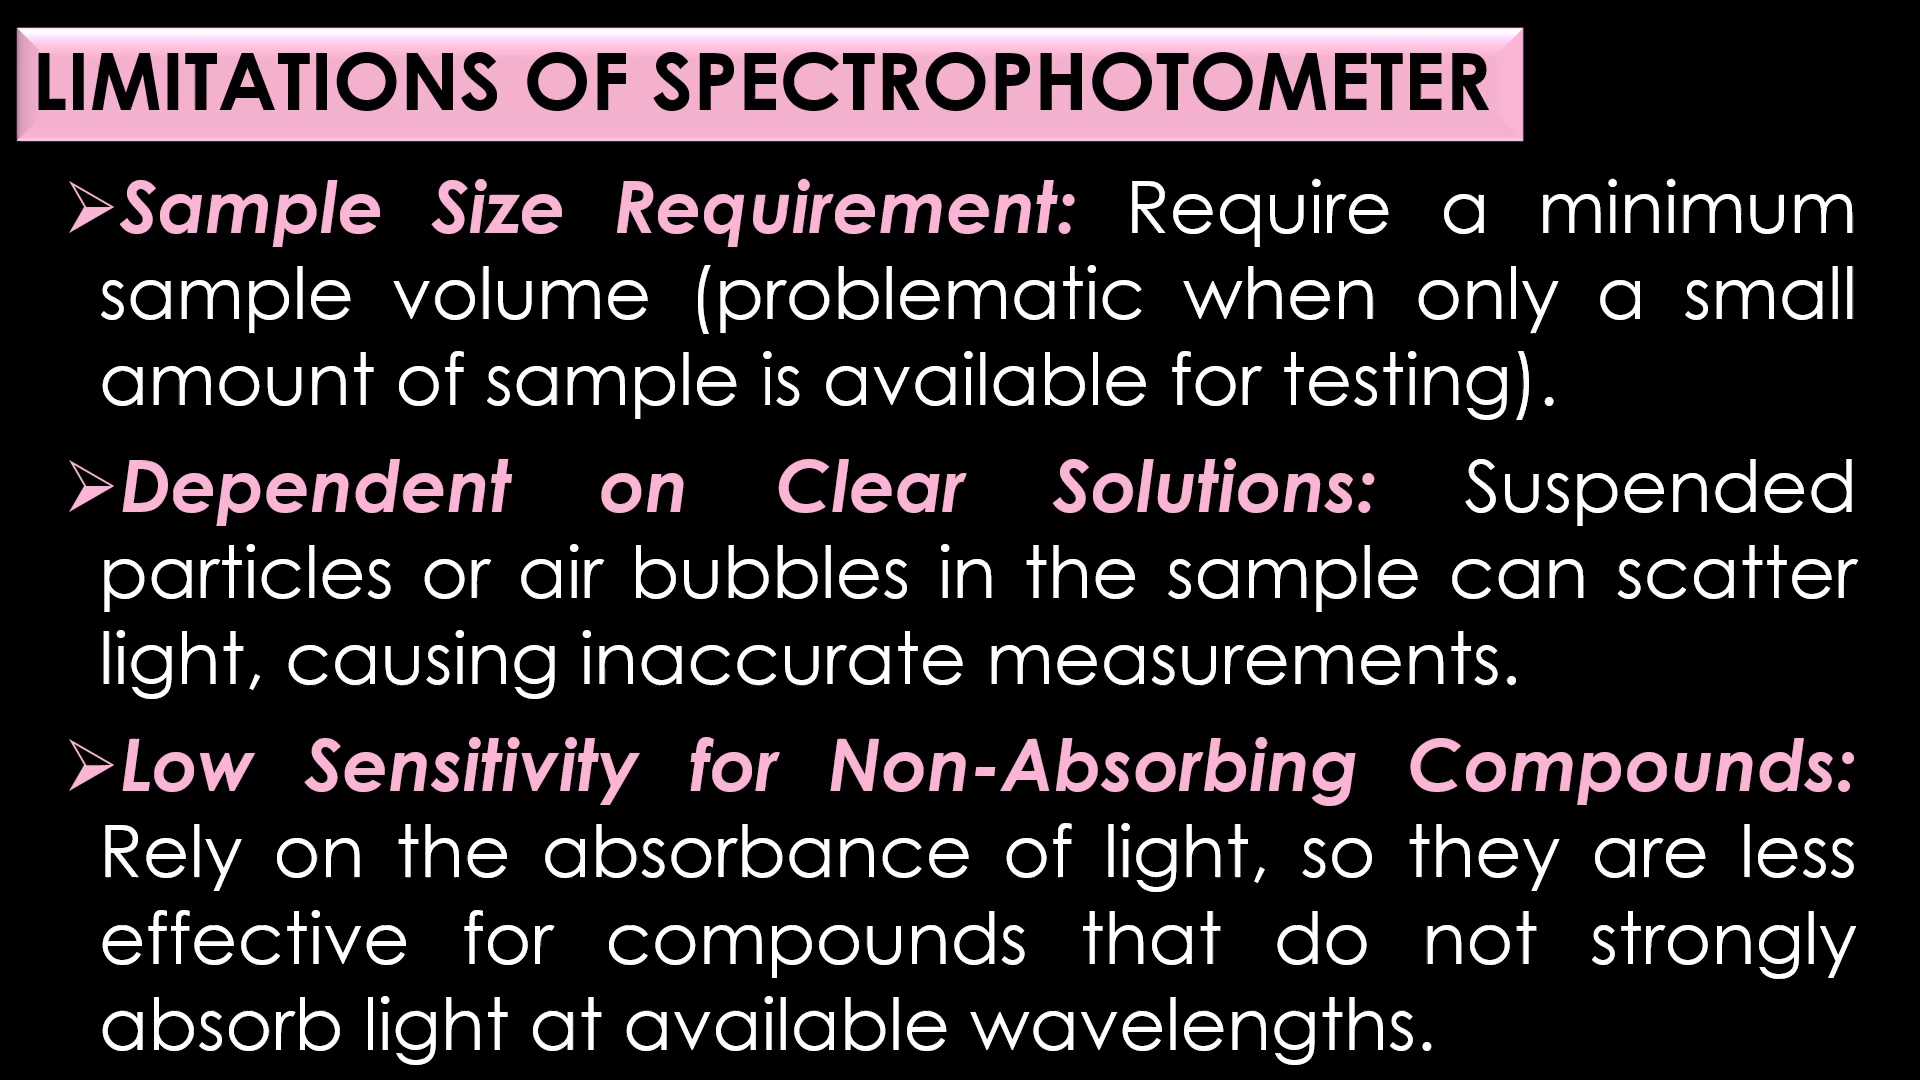 LIMITATIONS OF SPECTROPHOTOMETER
➢Sample Size Requirement: Require a minimum
sample volume (problematic when only a small
amount of sample is available for testing).
➢Dependent on Clear Solutions: Suspended
particles or air bubbles in the sample can scatter
light, causing inaccurate measurements.
➢Low Sensitivity for Non-Absorbing Compounds:
Rely on the absorbance of light, so they are less
effective for compounds that do not strongly
absorb light at available wavelengths.